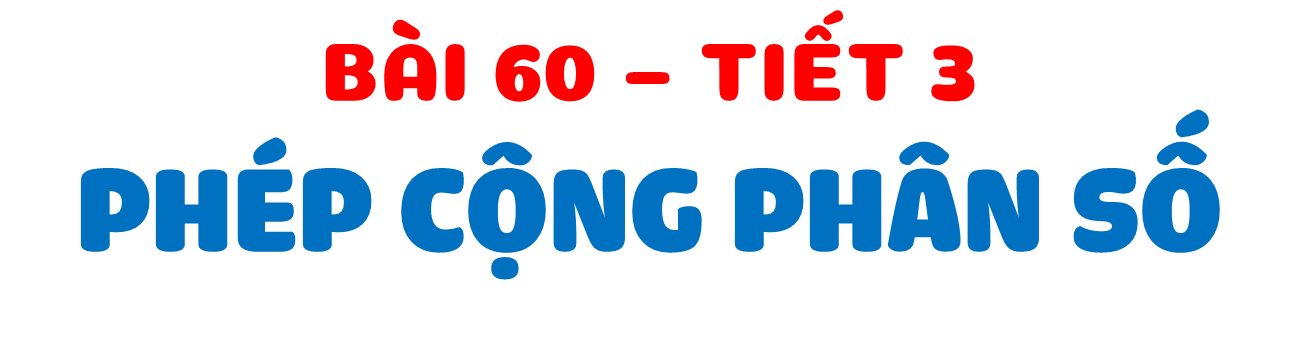 BÀI 60 – TIẾT 3
PHÉP CỘNG PHÂN SỐ